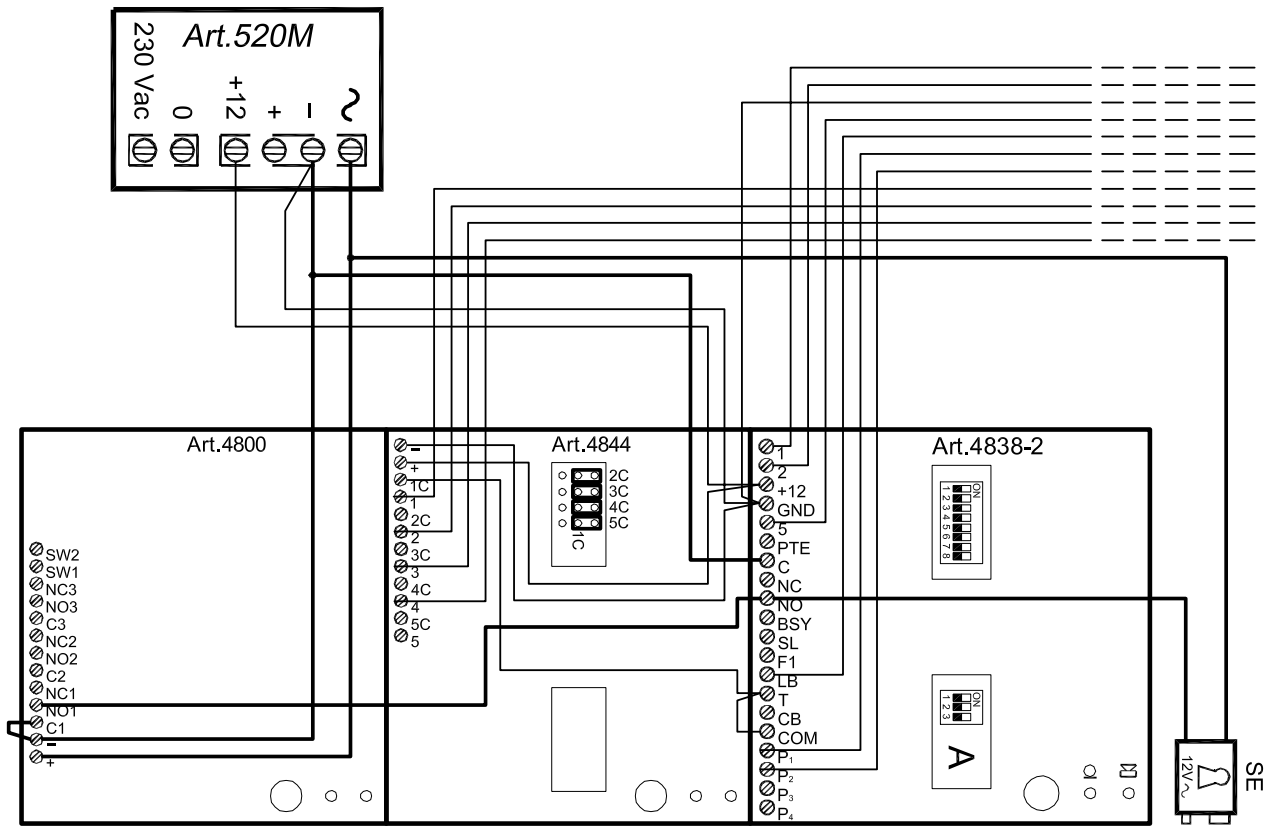 Art.520M
230 Vac
0
+12
+
-
~
Art.4800
SW2
SW1
NC3
NO3
C3
NC2
NO2
C2
NC1
NO1
C1
-
+
Art.4844
-
+
1C
1
2C
2
3C
3
4C
4
5C
5
2C
3C
4C
5C
1C
Art.4838-2
1
2
+12
GND
5
PTE
C
NC
NO
BSY
SL
F1
LB
T
CB
COM
P1
P2
P3
P4
ON
1 2 3 4 5 6 7 8
ON
1 2 3
A
12V~
SE